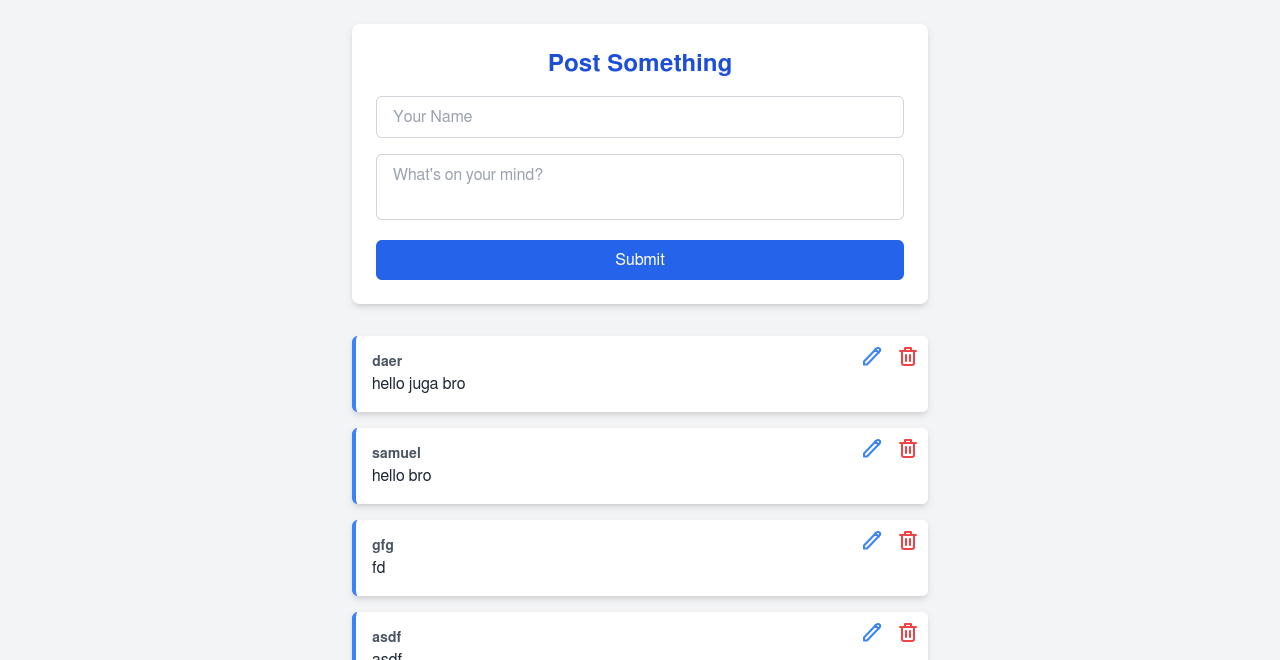 Post Something
Your Name
What's on your mind?
Submit
daer
hello juga bro
samuel
hello bro
gfg
fd
asdf
asdf